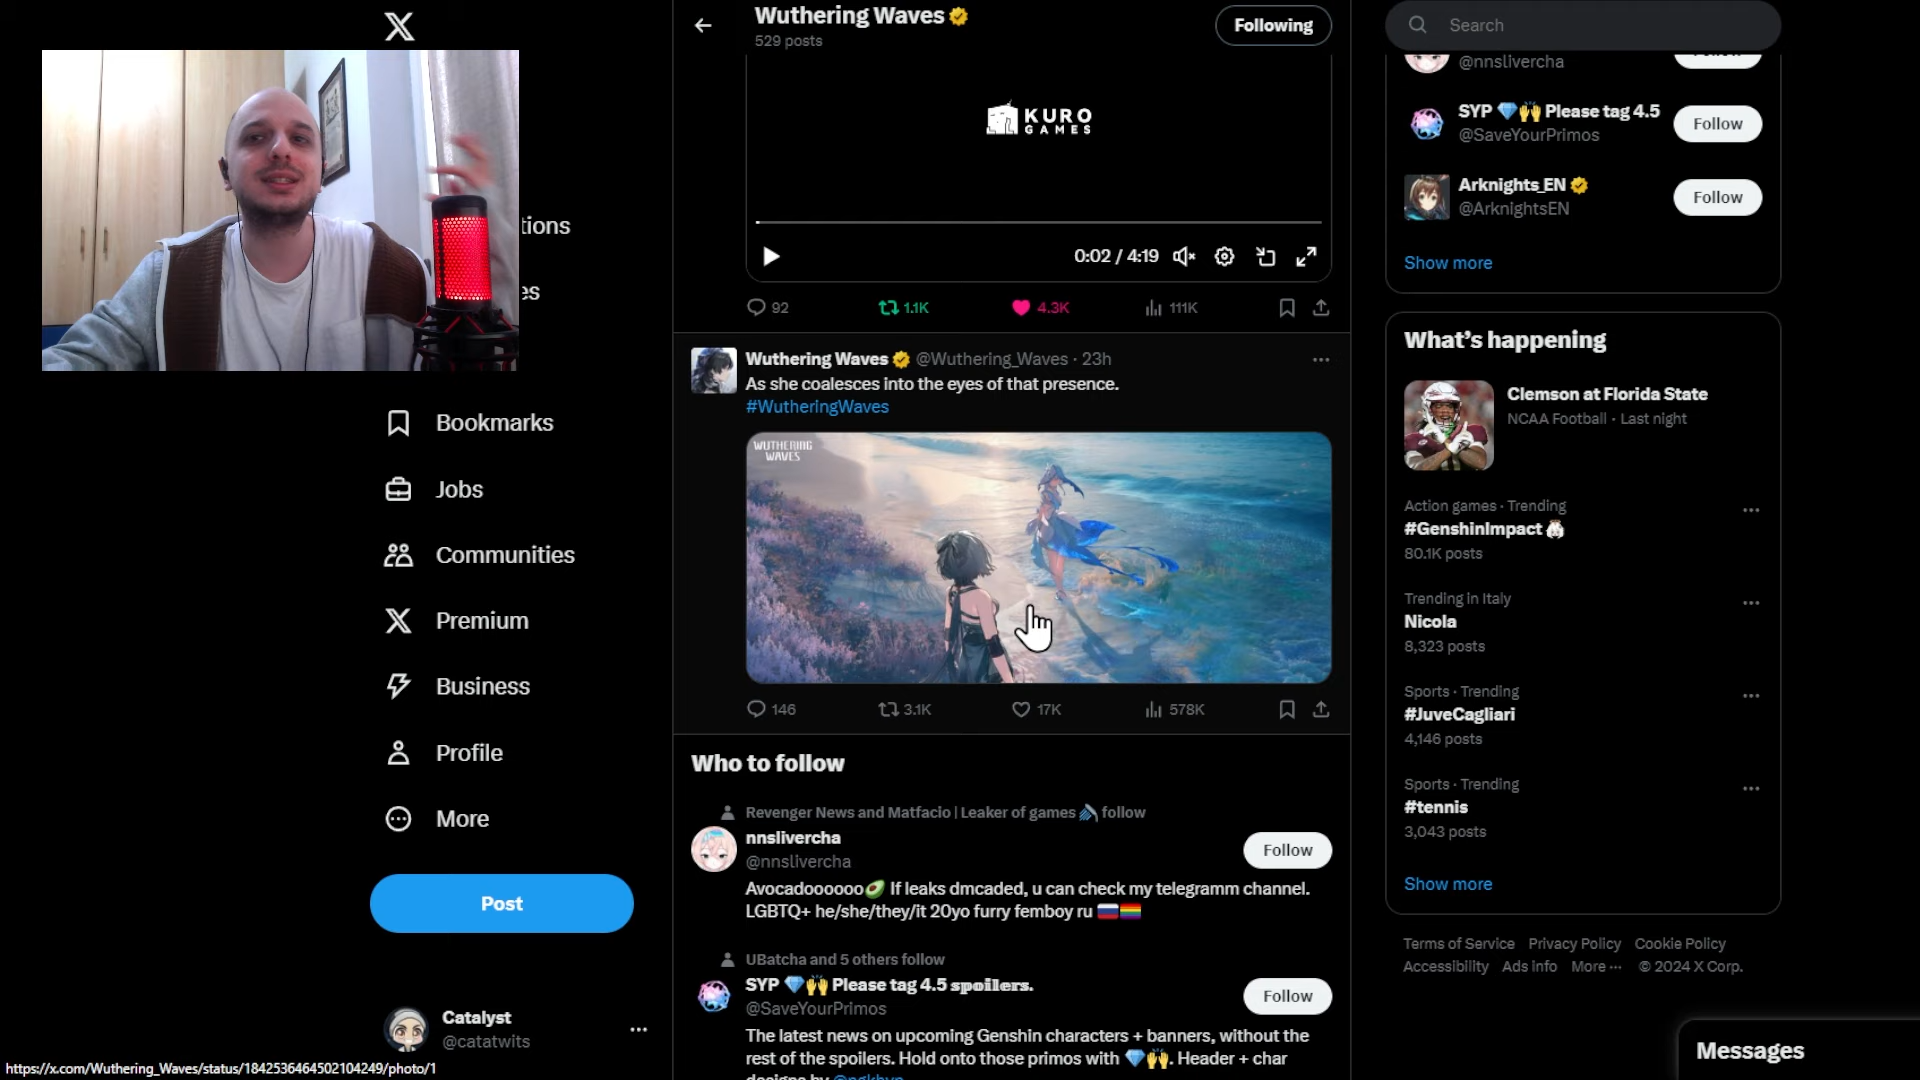 Wuthering Waves
529 posts
Following
Search
KURO
GAMES
0:02 / 4:19
92
1.1K
4.3K
111K
tions
es
Bookmarks
Jobs
Communities
Premium
Business
Profile
More
Post
Catalyst
@catatwits
https://x.com/Wuthering_Waves/status/1842536464502104249/photo/1
Wuthering Waves @Wuthering_Waves · 23h
As she coalesces into the eyes of that presence.
#WutheringWaves
WUTHERING
WAVES
146
3.1K
17K
578K
Who to follow
Revenger News and Matfacio | Leaker of games follow
nnslivercha
@nnslivercha
Follow
Avocadoooooo🥑 If leaks dmcaded, u can check my telegramm channel.
LGBTQ+ he/she/they/it 20yo furry femboy ru 🇷🇺🏳️‍🌈
UBatcha and 5 others follow
SYP 💎🙌 Please tag 4.5 𝕤𝕡𝕠𝕚𝕝𝕖𝕣𝕤.
@SaveYourPrimos
Follow
The latest news on upcoming Genshin characters + banners, without the
rest of the spoilers. Hold onto those primos with 💎🙌. Header + char
designs by
@nnslivercha
SYP 💎🙌 Please tag 4.5
@SaveYourPrimos
Follow
Arknights_EN
@ArknightsEN
Follow
Show more
What’s happening
Clemson at Florida State
NCAA Football · Last night
Action games · Trending
#GenshinImpact
80.1K posts
Trending in Italy
Nicola
8,323 posts
Sports · Trending
#JuveCagliari
4,146 posts
Sports · Trending
#tennis
3,043 posts
Show more
Terms of Service Privacy Policy Cookie Policy
Accessibility Ads info More ··· © 2024 X Corp.
Messages